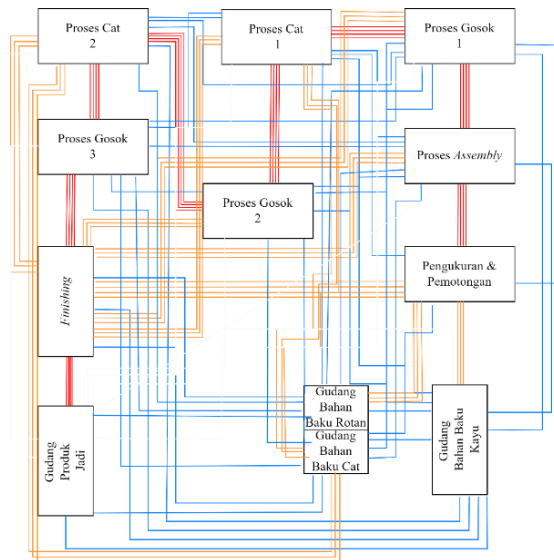 Proses Cat
2
Proses Cat
1
Proses Gosok
1
Proses Gosok
3
Proses Assembly
Proses Gosok
2
Finishing
Pengukuran &
Pemotongan
Gudang
Produk
Jadi
Gudang
Bahan
Baku Rotan
Gudang
Bahan
Baku Cat
Gudang
Bahan Baku
Kayu